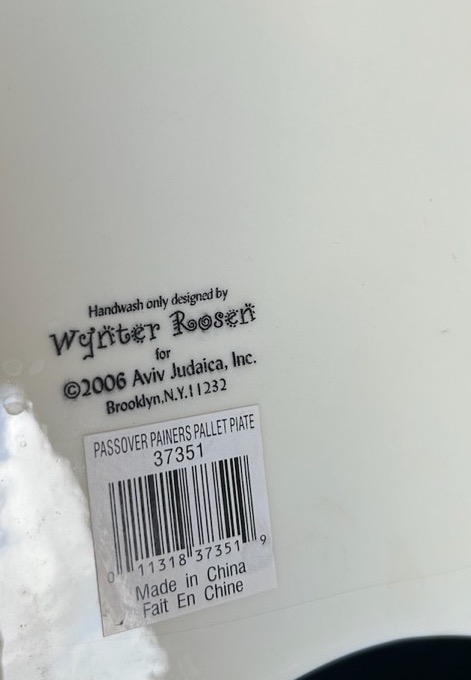 Handwash only designed by
Wynter Rosen
for
©2006 Aviv Judaica, Inc.
Brooklyn.N.Y.11232
PASSOVER PAINERS PALLET PIATE
37351
0 11318 37351 9
Made in China
Fait En Chine